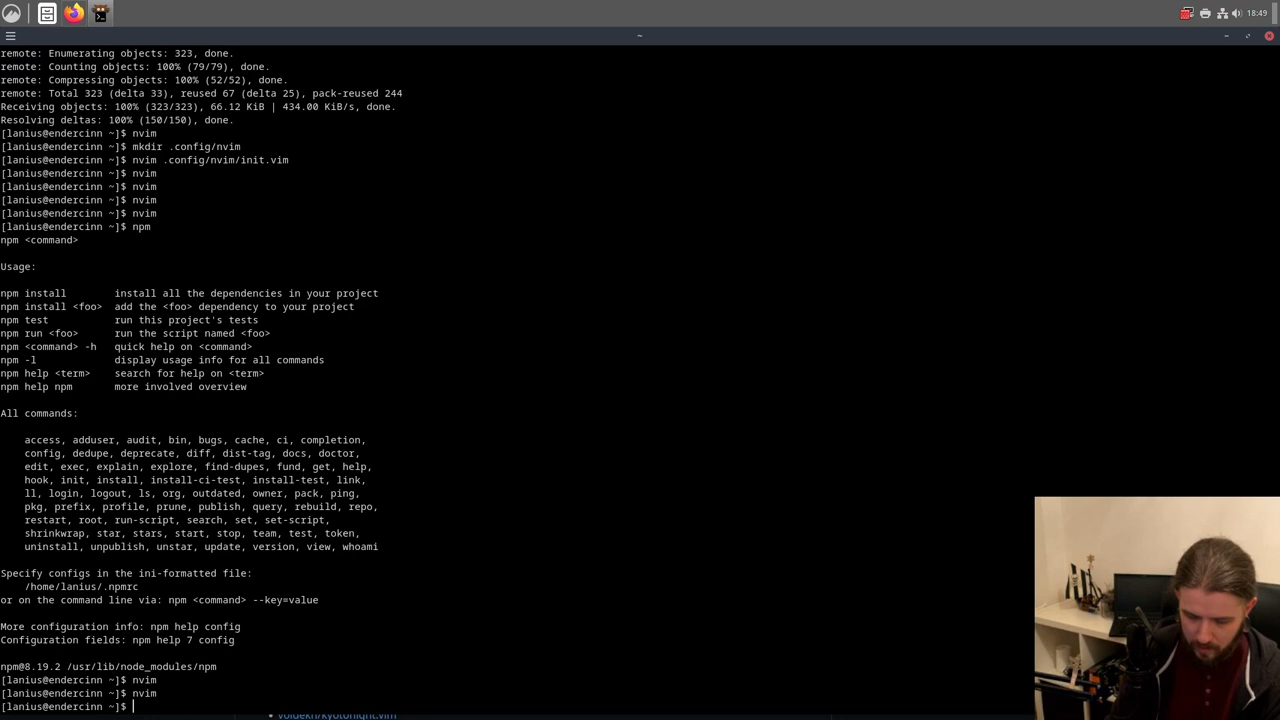 18:49
~
remote: Enumerating objects: 323, done.
remote: Counting objects: 100% (79/79), done.
remote: Compressing objects: 100% (52/52), done.
remote: Total 323 (delta 33), reused 67 (delta 25), pack-reused 244
Receiving objects: 100% (323/323), 66.12 KiB | 434.00 KiB/s, done.
Resolving deltas: 100% (150/150), done.
[lanius@endercinn ~]$ nvim
[lanius@endercinn ~]$ mkdir .config/nvim
[lanius@endercinn ~]$ nvim .config/nvim/init.vim
[lanius@endercinn ~]$ nvim
[lanius@endercinn ~]$ nvim
[lanius@endercinn ~]$ nvim
[lanius@endercinn ~]$ nvim
[lanius@endercinn ~]$ npm
npm <command>
Usage:
npm install        install all the dependencies in your project
npm install <foo>  add the <foo> dependency to your project
npm test           run this project's tests
npm run <foo>      run the script named <foo>
npm <command> -h   quick help on <command>
npm -l             display usage info for all commands
npm help <term>    search for help on <term>
npm help npm       more involved overview
All commands:
access, adduser, audit, bin, bugs, cache, ci, completion,
config, dedupe, deprecate, diff, dist-tag, docs, doctor,
edit, exec, explain, explore, find-dupes, fund, get, help,
hook, init, install, install-ci-test, install-test, link,
ll, login, logout, ls, org, outdated, owner, pack, ping,
pkg, prefix, profile, prune, publish, query, rebuild, repo,
restart, root, run-script, search, set, set-script,
shrinkwrap, star, stars, start, stop, team, test, token,
uninstall, unpublish, unstar, update, version, view, whoami
Specify configs in the ini-formatted file:
/home/lanius/.npmrc
or on the command line via: npm <command> --key=value
More configuration info: npm help config
Configuration fields: npm help 7 config
npm@8.19.2 /usr/lib/node_modules/npm
[lanius@endercinn ~]$ nvim
[lanius@endercinn ~]$ nvim
[lanius@endercinn ~]$